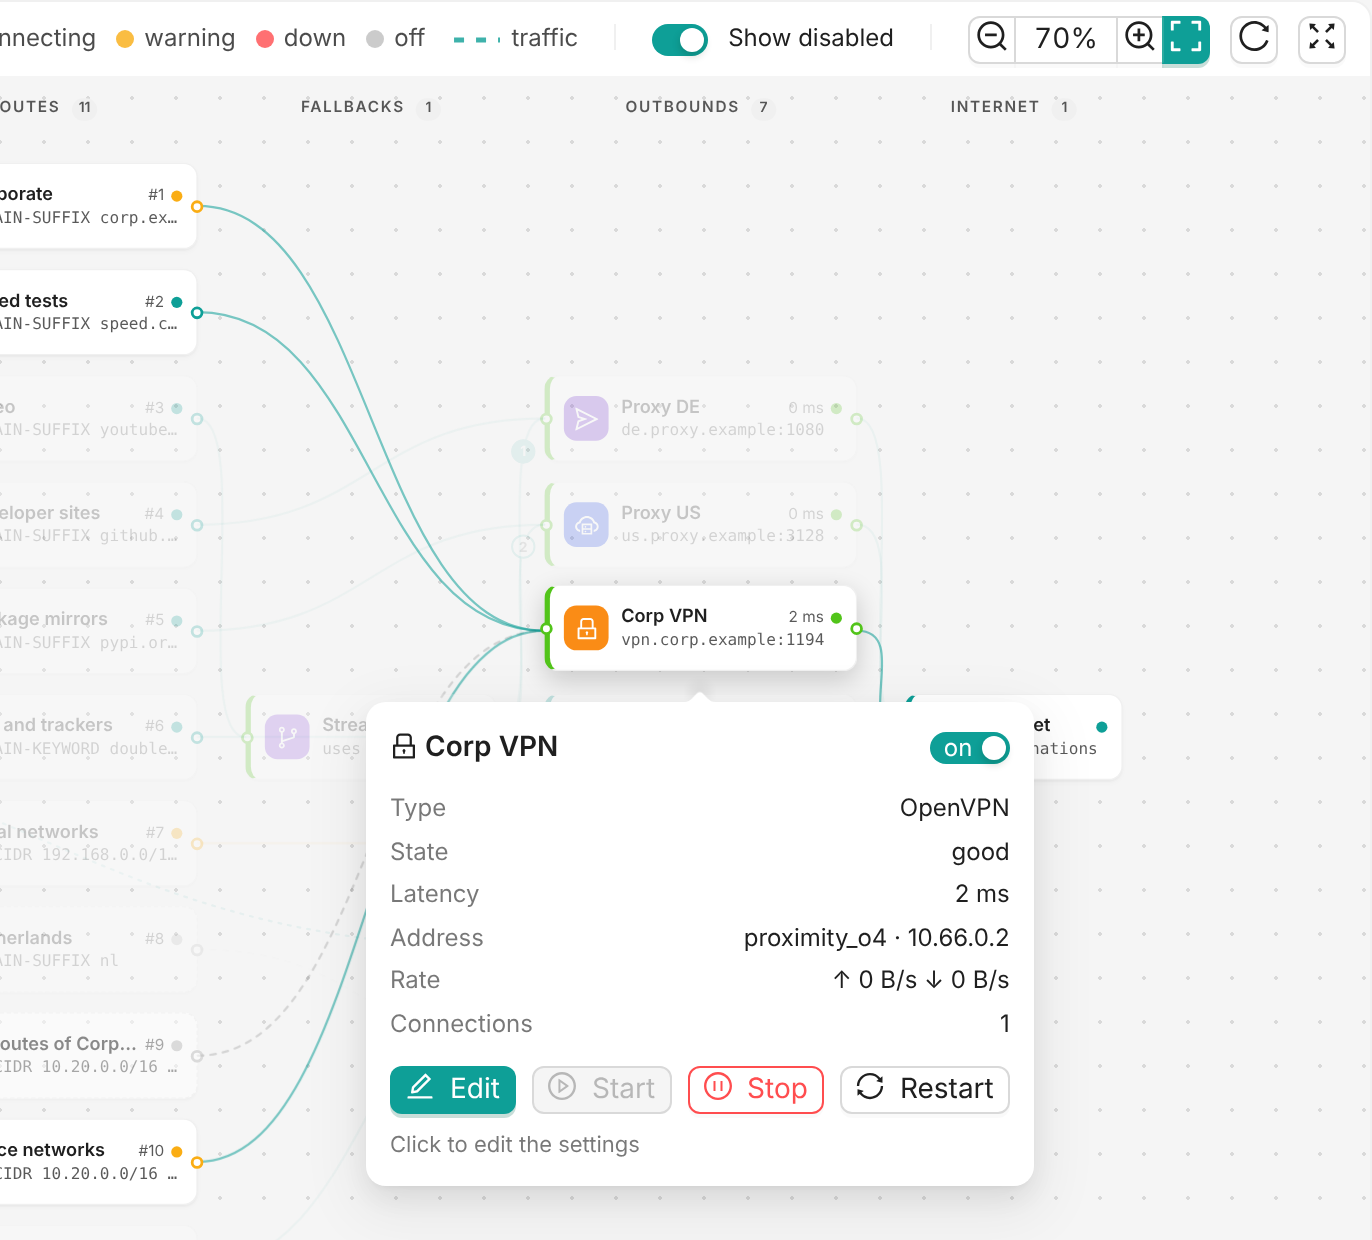 nnecting warning down off traffic Show disabled 70%
OUTES 11 FALLBACKS 1 OUTBOUNDS 7 INTERNET 1
porate #1
AIN-SUFFIX corp.ex…
ed tests #2
AIN-SUFFIX speed.c…
eo #3
AIN-SUFFIX youtube…
Proxy DE 0 ms
de.proxy.example:1080
1
eloper sites #4
AIN-SUFFIX github.…
Proxy US 0 ms
us.proxy.example:3128
2
kage mirrors #5
AIN-SUFFIX pypi.or…
Corp VPN 2 ms
vpn.corp.example:1194
and trackers #6
AIN-KEYWORD double…
Strea
uses
et
nations
Corp VPN on
Type OpenVPN
State good
Latency 2 ms
Address proximity_o4 · 10.66.0.2
Rate ↑ 0 B/s ↓ 0 B/s
Connections 1
Edit Start Stop Restart
Click to edit the settings
al networks #7
CIDR 192.168.0.0/1…
herlands #8
AIN-SUFFIX nl
outes of Corp… #9
CIDR 10.20.0.0/16 …
ce networks #10
CIDR 10.20.0.0/16 …